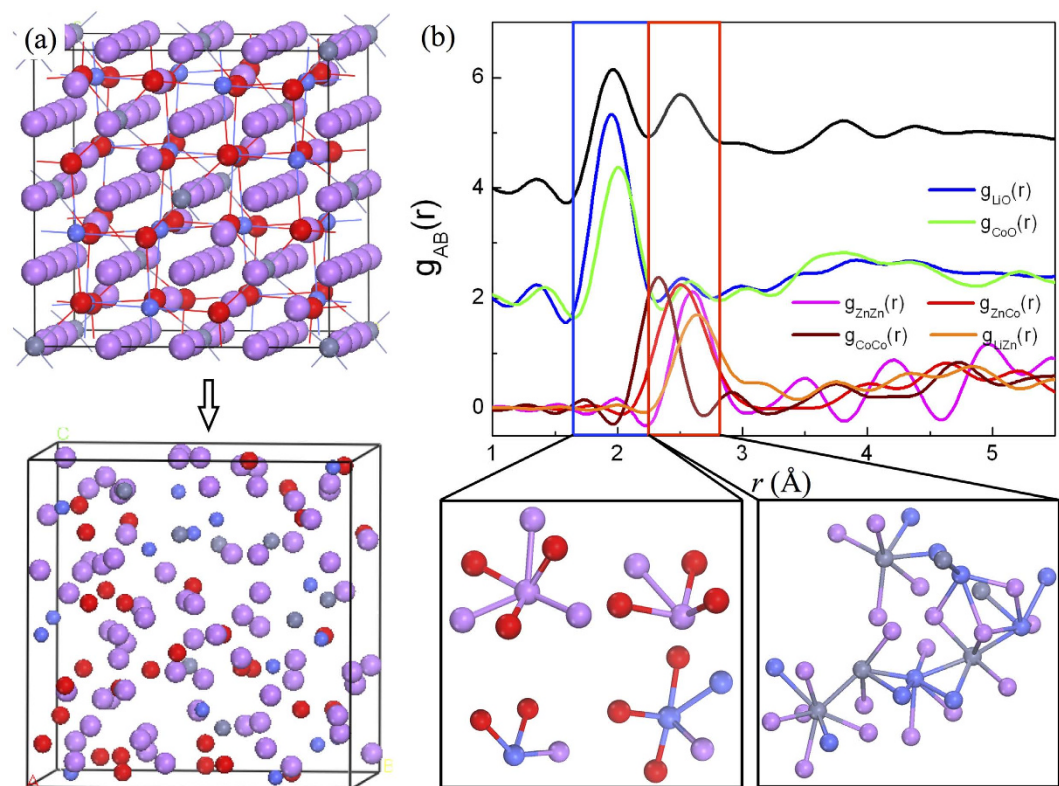 (a)
C
A
B
(b)
g_AB(r)
6
4
2
0
g_LiO(r)
g_CoO(r)
g_ZnZn(r)
g_ZnCo(r)
g_CoCo(r)
g_LiZn(r)
1
2
3
4
5
r (Å)